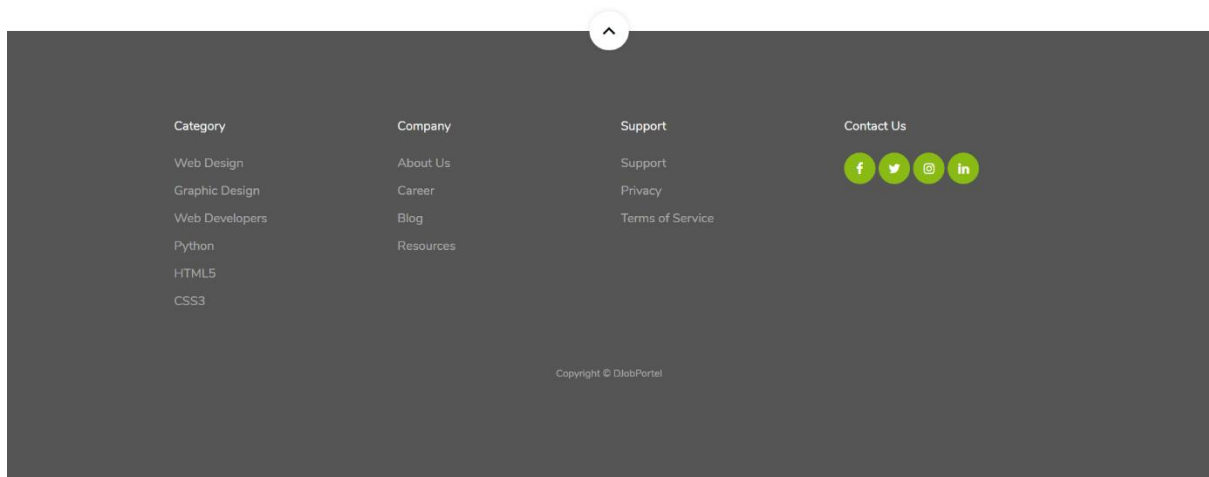 Category
Web Design
Graphic Design
Web Developers
Python
HTML5
CSS3
Company
About Us
Career
Blog
Resources
Support
Support
Privacy
Terms of Service
Contact Us
Copyright © DJobPortel